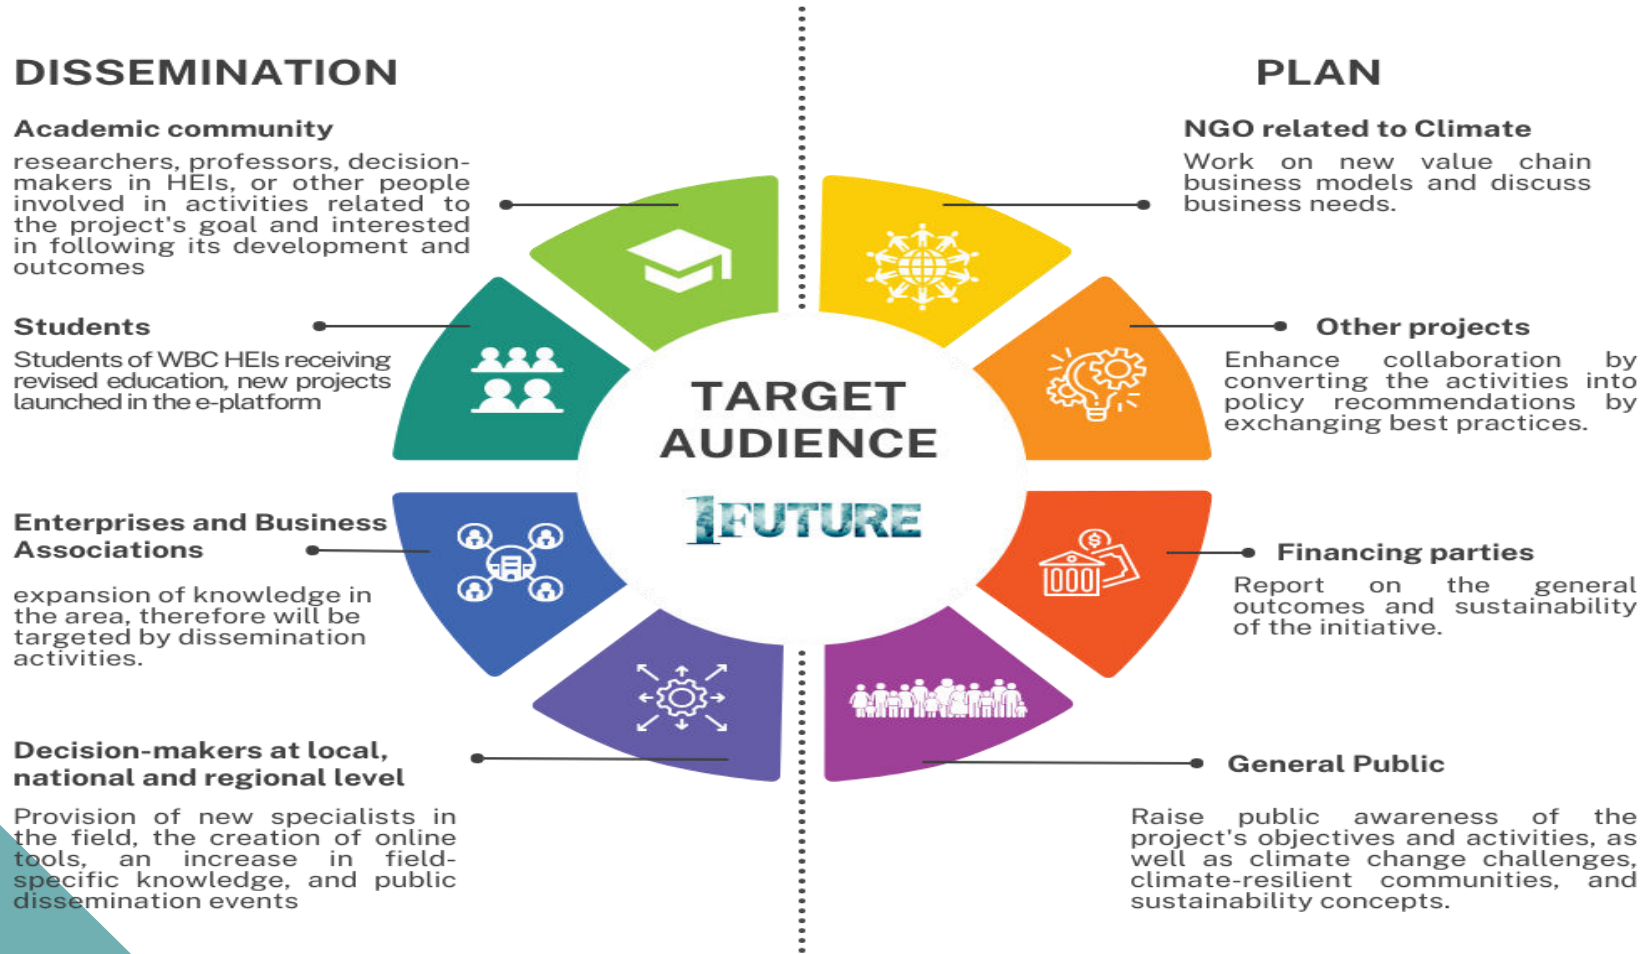 DISSEMINATION
Academic community
researchers, professors, decision-
makers in HEIs, or other people
involved in activities related to
the project's goal and interested
in following its development and
outcomes
Students
Students of WBC HEIs receiving
revised education, new projects
launched in the e-platform
Enterprises and Business
Associations
expansion of knowledge in
the area, therefore will be
targeted by dissemination
activities.
Decision-makers at local,
national and regional level
Provision of new specialists in
the field, the creation of online
tools, an increase in field-
specific knowledge, and public
dissemination events
TARGET
AUDIENCE
1FUTURE
PLAN
NGO related to Climate
Work on new value chain
business models and discuss
business needs.
Other projects
Enhance collaboration by
converting the activities into
policy recommendations by
exchanging best practices.
Financing parties
Report on the general
outcomes and sustainability
of the initiative.
General Public
Raise public awareness of the
project's objectives and activities, as
well as climate change challenges,
climate-resilient communities, and
sustainability concepts.